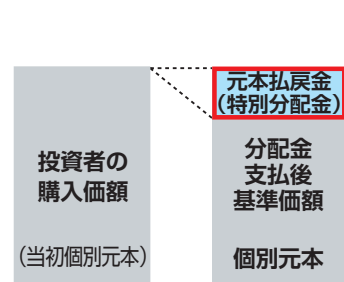 投資者の
購入価額
（当初個別元本）
元本払戻金
（特別分配金）
分配金
支払後
基準価額
個別元本